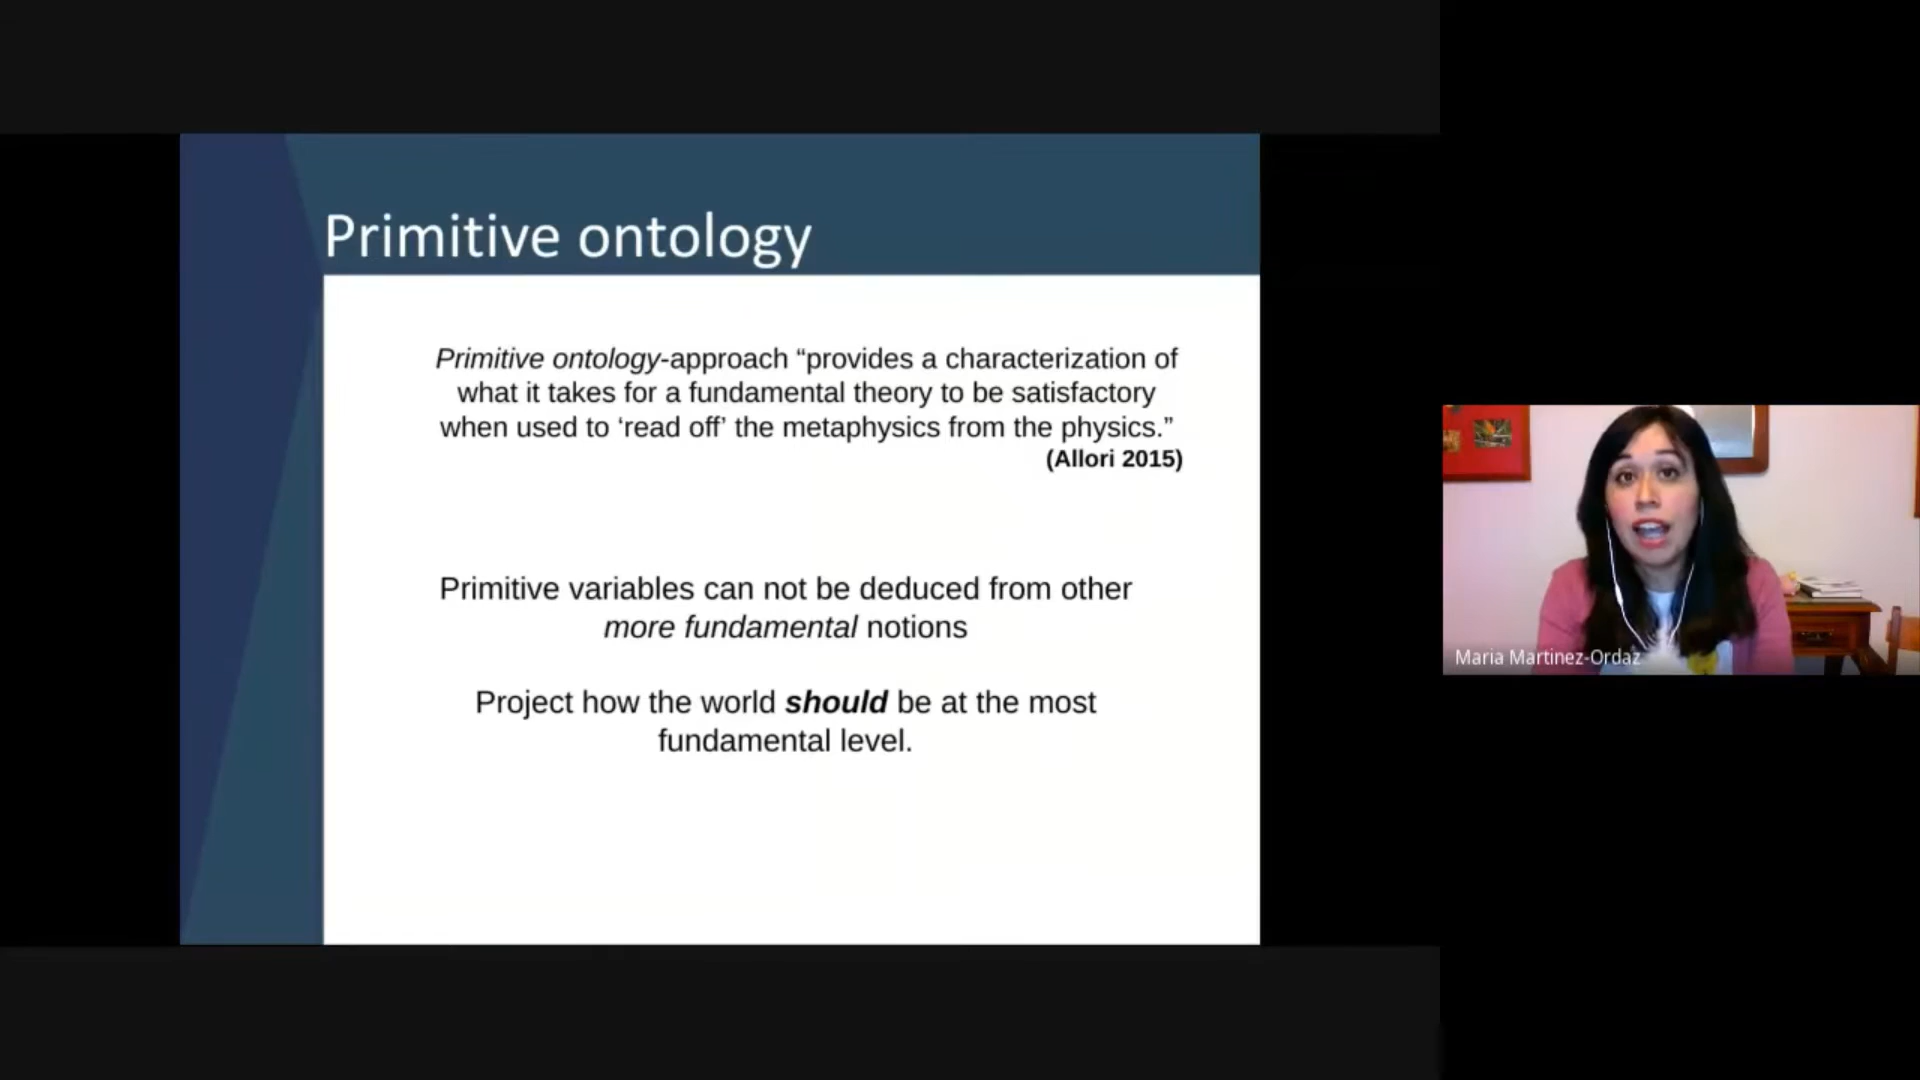 Primitive ontology
Primitive ontology-approach “provides a characterization of
what it takes for a fundamental theory to be satisfactory
when used to ‘read off’ the metaphysics from the physics.”
(Allori 2015)
Primitive variables can not be deduced from other
more fundamental notions
Project how the world should be at the most
fundamental level.
Maria Martinez-Ordaz